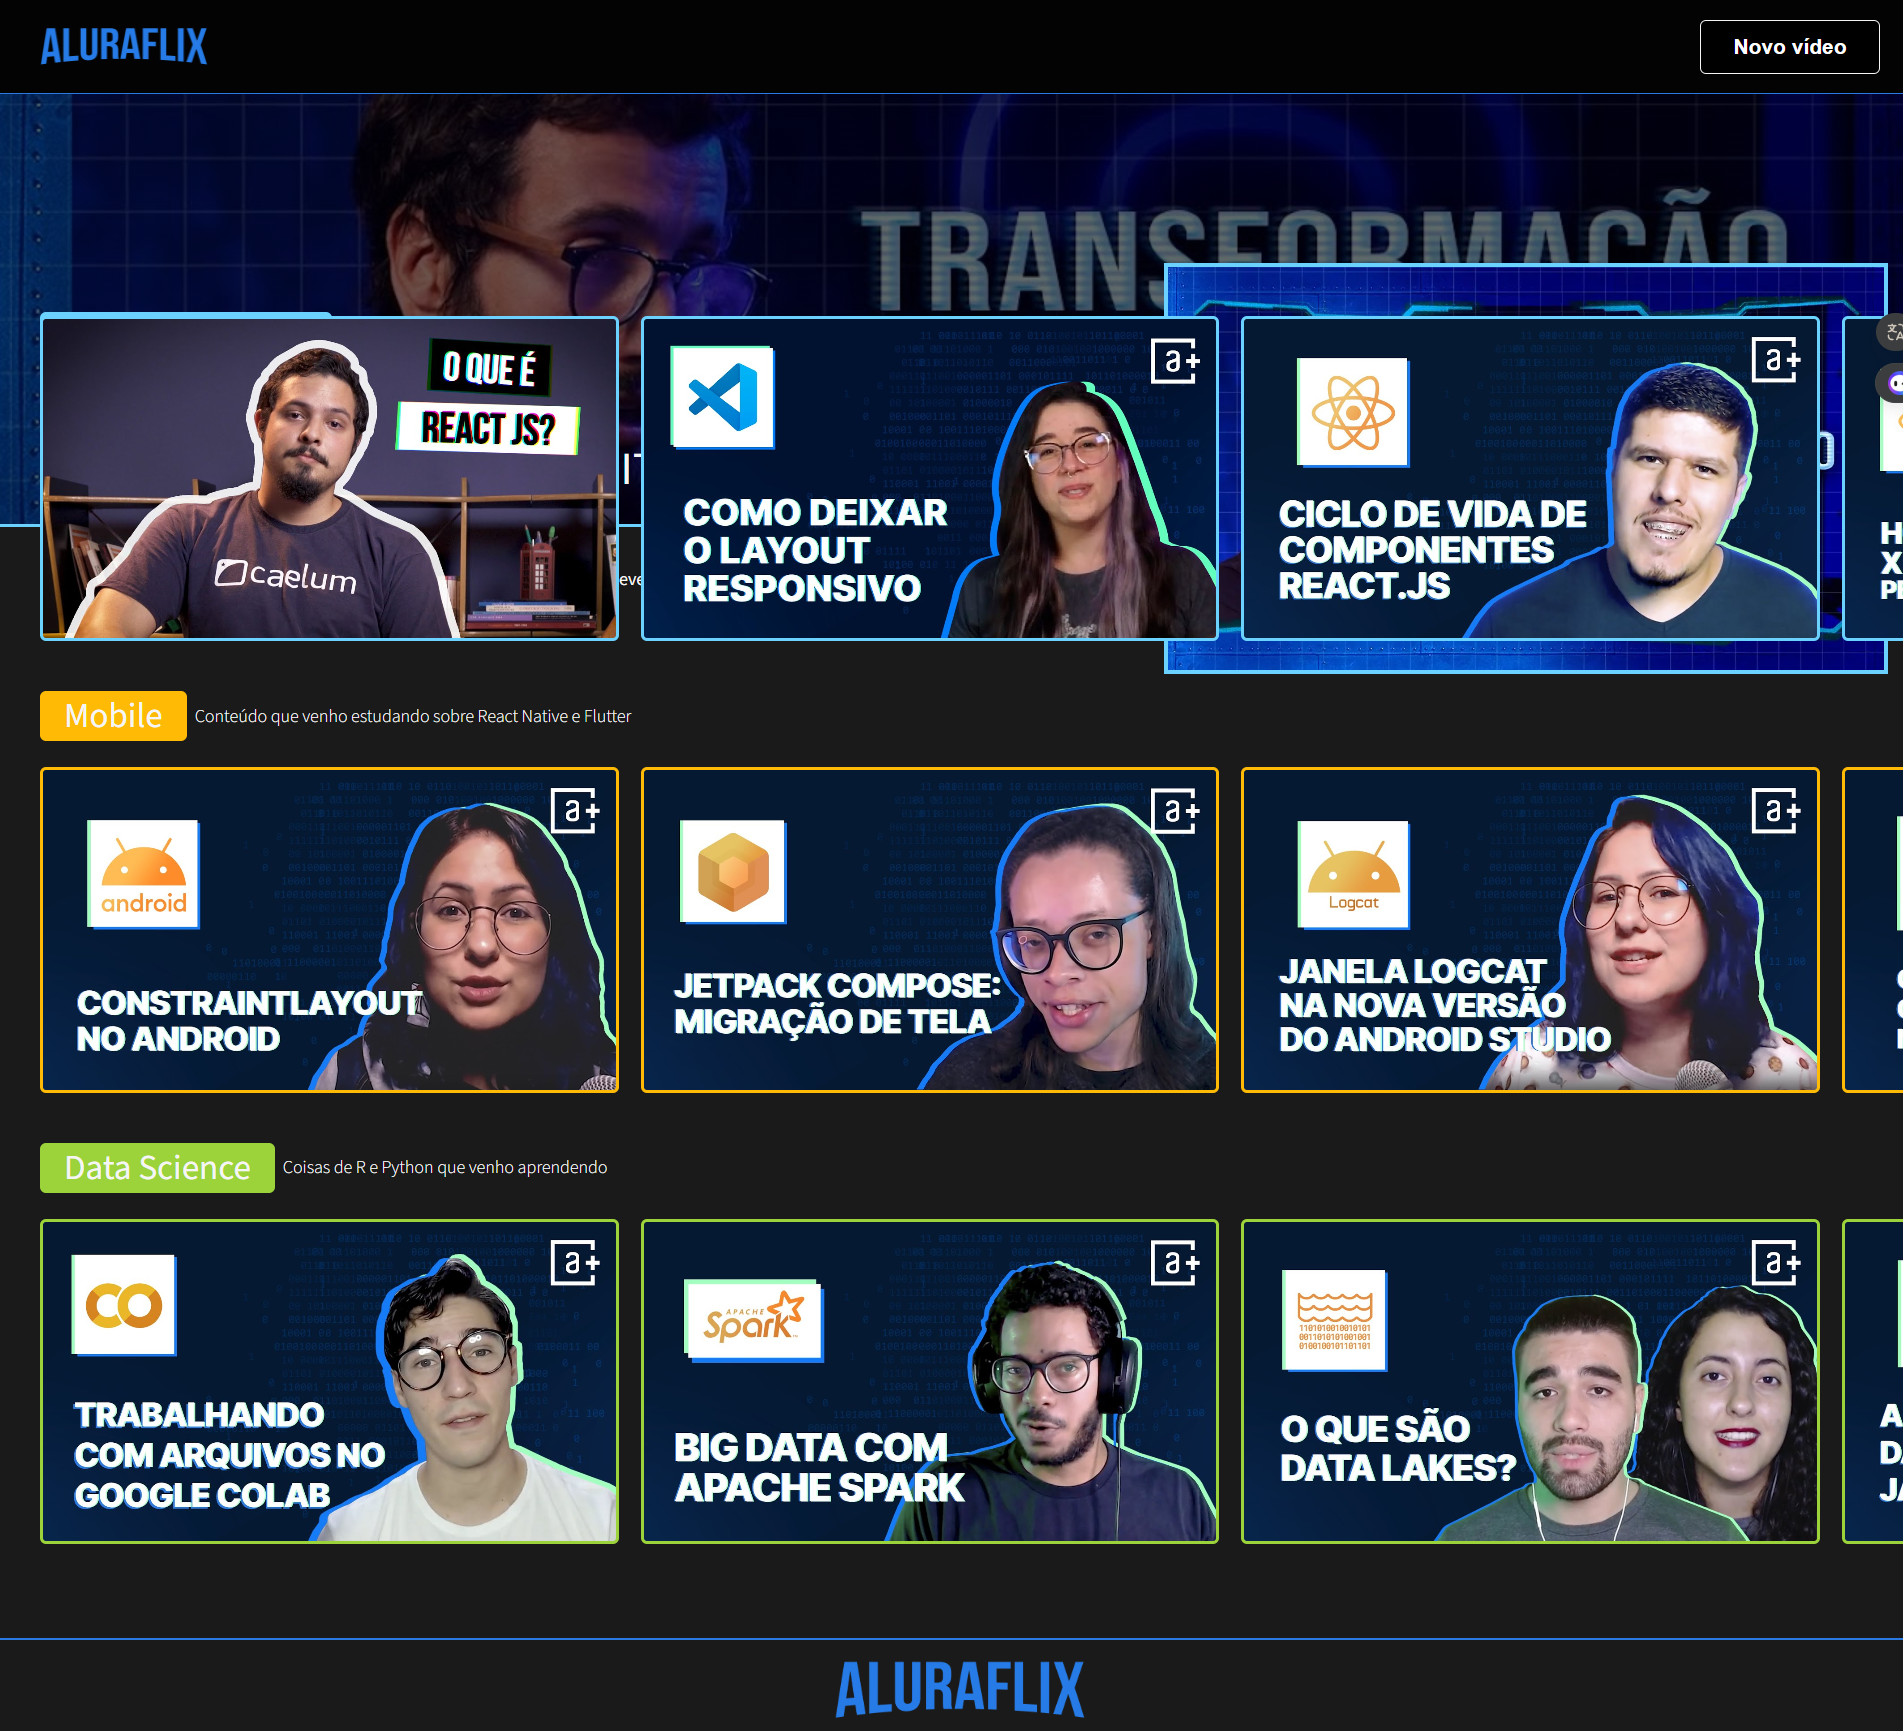 ALURAFLIX
Novo vídeo
TRANSFORMAÇÃO
O QUE É
REACT JS?
caelum
a+
COMO DEIXAR
O LAYOUT
RESPONSIVO
a+
CICLO DE VIDA DE
COMPONENTES
REACT.JS
Mobile
Conteúdo que venho estudando sobre React Native e Flutter
android
a+
CONSTRAINTLAYOUT
NO ANDROID
a+
JETPACK COMPOSE:
MIGRAÇÃO DE TELA
Logcat
a+
JANELA LOGCAT
NA NOVA VERSÃO
DO ANDROID STUDIO
Data Science
Coisas de R e Python que venho aprendendo
a+
TRABALHANDO
COM ARQUIVOS NO
GOOGLE COLAB
APACHE
Spark
a+
BIG DATA COM
APACHE SPARK
1101010010010101
0011010101001001
0100100101101101
a+
O QUE SÃO
DATA LAKES?
ALURAFLIX